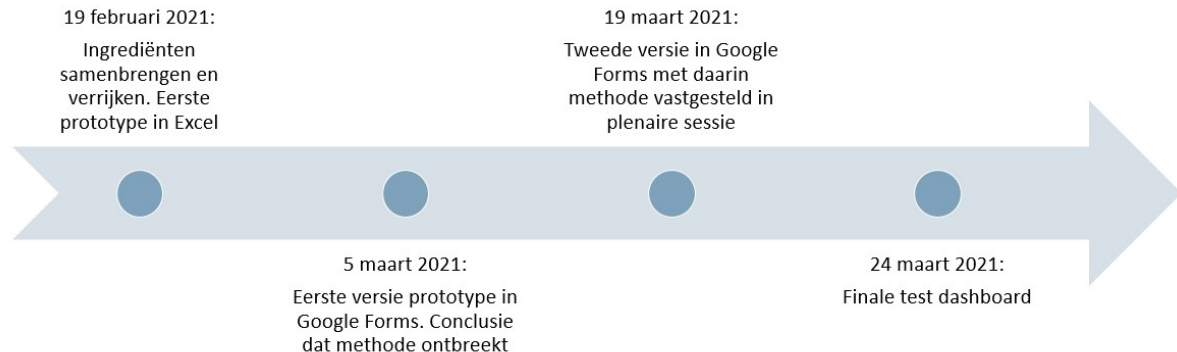 19 februari 2021:
Ingrediënten
samenbrengen en
verrijken. Eerste
prototype in Excel
5 maart 2021:
Eerste versie prototype in
Google Forms. Conclusie
dat methode ontbreekt
19 maart 2021:
Tweede versie in Google
Forms met daarin
methode vastgesteld in
plenaire sessie
24 maart 2021:
Finale test dashboard